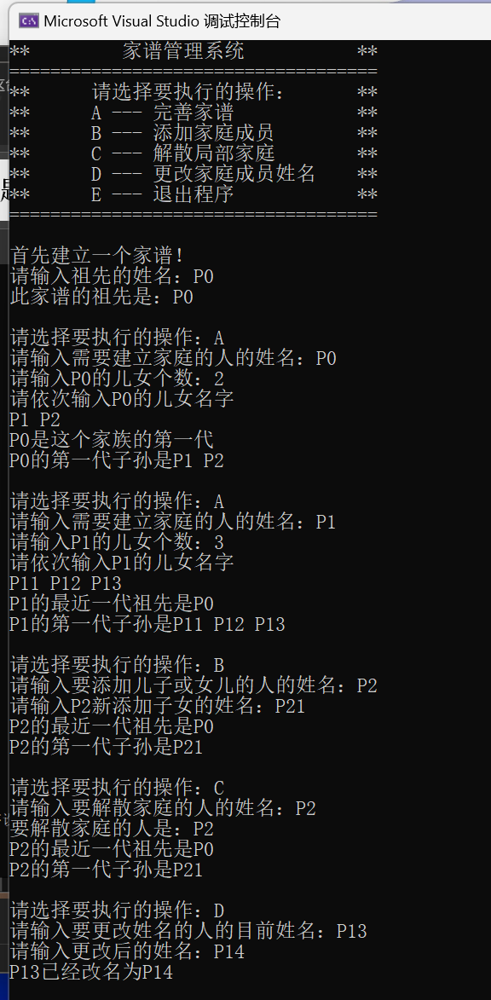 Microsoft Visual Studio 调试控制台
** 家谱管理系统 **
====================================
** 请选择要执行的操作： **
** A --- 完善家谱 **
** B --- 添加家庭成员 **
** C --- 解散局部家庭 **
** D --- 更改家庭成员姓名 **
** E --- 退出程序 **
====================================
首先建立一个家谱！
请输入祖先的姓名：P0
此家谱的祖先是：P0
请选择要执行的操作：A
请输入需要建立家庭的人的姓名：P0
请输入P0的儿女个数：2
请依次输入P0的儿女名字
P1 P2
P0是这个家族的第一代
P0的第一代子孙是P1 P2
请选择要执行的操作：A
请输入需要建立家庭的人的姓名：P1
请输入P1的儿女个数：3
请依次输入P1的儿女名字
P11 P12 P13
P1的最近一代祖先是P0
P1的第一代子孙是P11 P12 P13
请选择要执行的操作：B
请输入要添加儿子或女儿的人的姓名：P2
请输入P2新添加子女的姓名：P21
P2的最近一代祖先是P0
P2的第一代子孙是P21
请选择要执行的操作：C
请输入要解散家庭的人的姓名：P2
要解散家庭的人是：P2
P2的最近一代祖先是P0
P2的第一代子孙是P21
请选择要执行的操作：D
请输入要更改姓名的人的目前姓名：P13
请输入更改后的姓名：P14
P13已经改名为P14